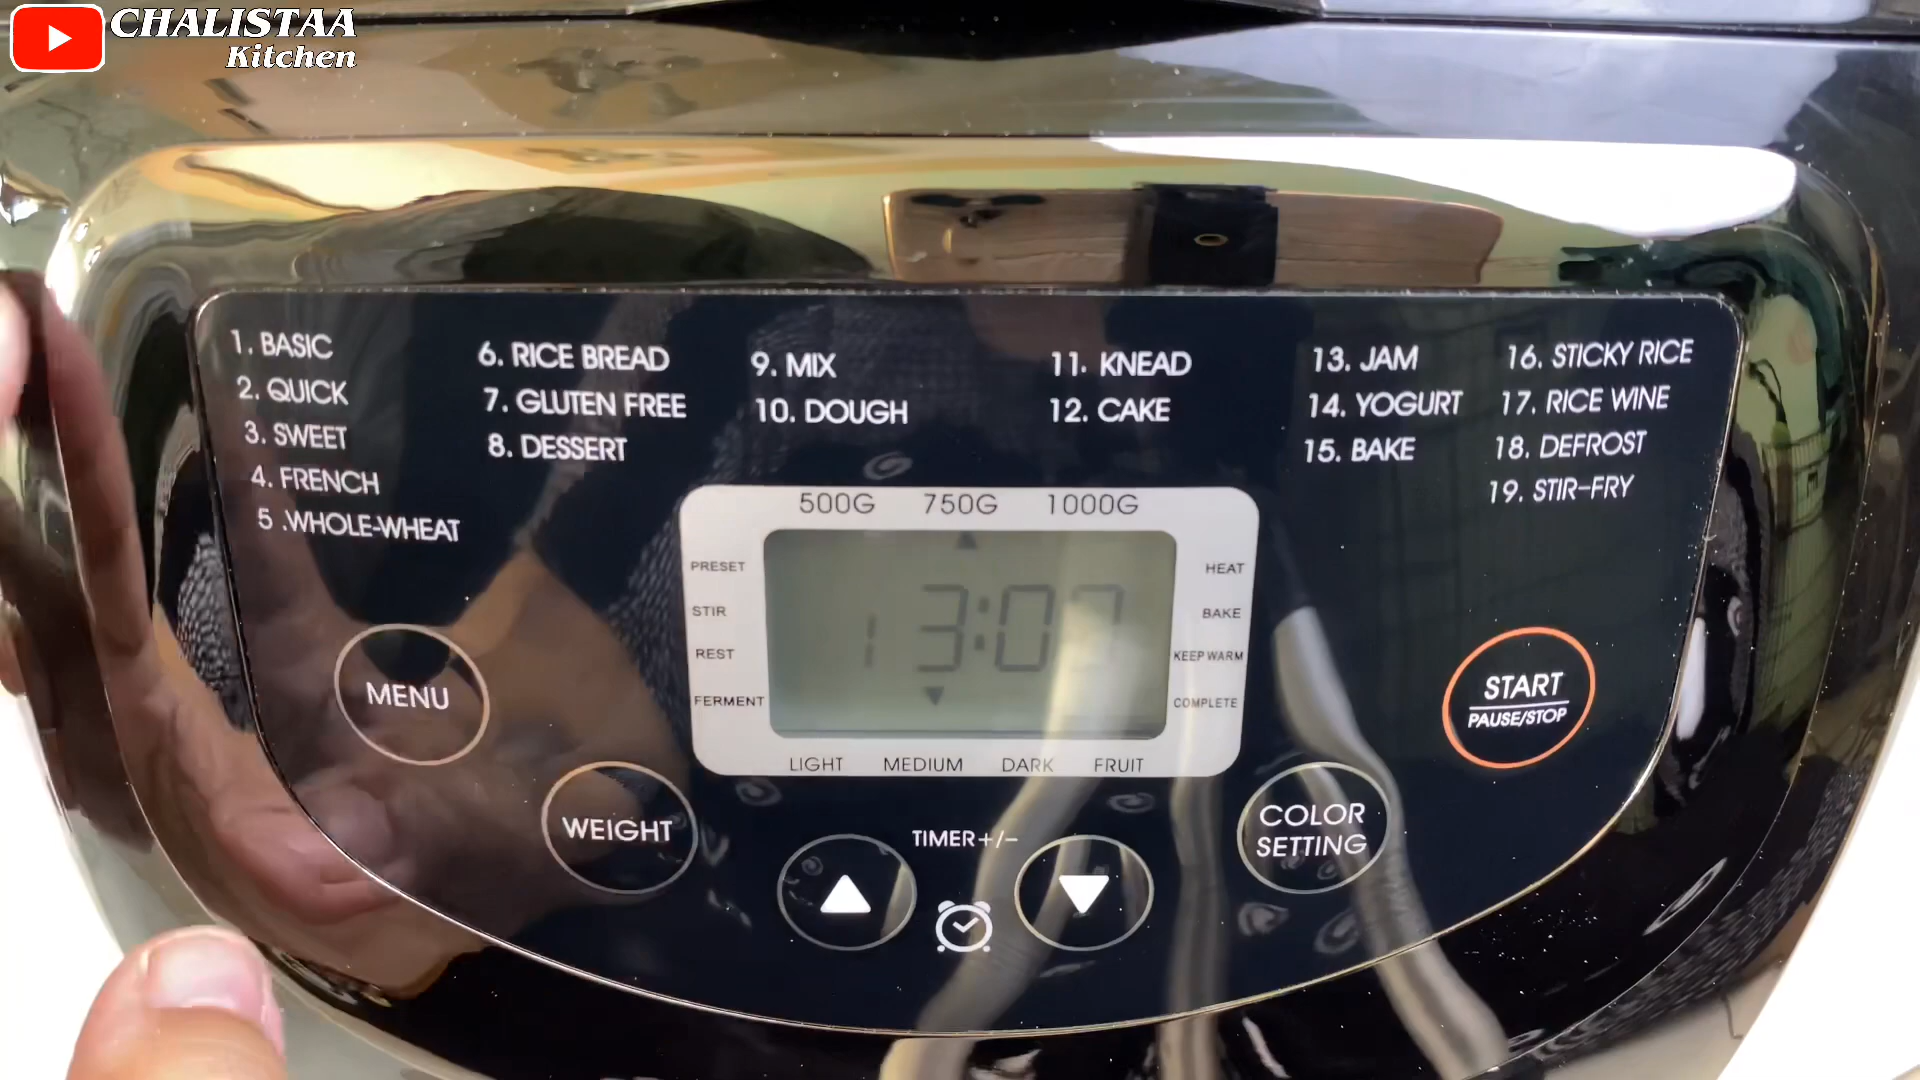 CHALISTAA
Kitchen
1. BASIC
2. QUICK
3. SWEET
4. FRENCH
5 .WHOLE-WHEAT
6. RICE BREAD
7. GLUTEN FREE
8. DESSERT
9. MIX
10. DOUGH
11. KNEAD
12. CAKE
13. JAM
14. YOGURT
15. BAKE
16. STICKY RICE
17. RICE WINE
18. DEFROST
19. STIR-FRY
500G 750G 1000G
PRESET
STIR
REST
FERMENT
1 3:07
HEAT
BAKE
KEEP WARM
COMPLETE
LIGHT MEDIUM DARK FRUIT
MENU
WEIGHT
TIMER+/-
COLOR
SETTING
START
PAUSE/STOP